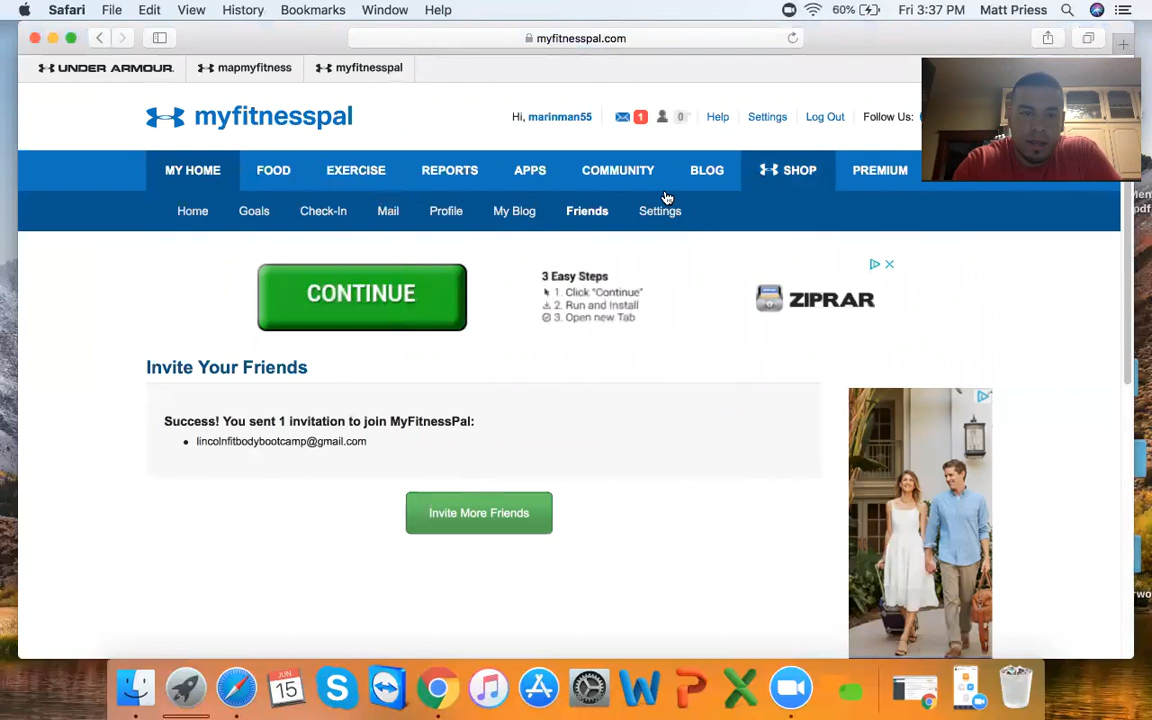 Safari File Edit View History Bookmarks Window Help 60% Fri 3:37 PM Matt Priess
myfitnesspal.com
UNDER ARMOUR. mapmyfitness myfitnesspal
myfitnesspal Hi, marinman55 1 0 Help Settings Log Out Follow Us:
MY HOME FOOD EXERCISE REPORTS APPS COMMUNITY BLOG SHOP PREMIUM
Home Goals Check-In Mail Profile My Blog Friends Settings
CONTINUE
3 Easy Steps
1. Click "Continue"
2. Run and Install
3. Open new Tab
ZIPRAR
Invite Your Friends
Success! You sent 1 invitation to join MyFitnessPal:
• lincolnfitbodybootcamp@gmail.com
Invite More Friends
JUN
15